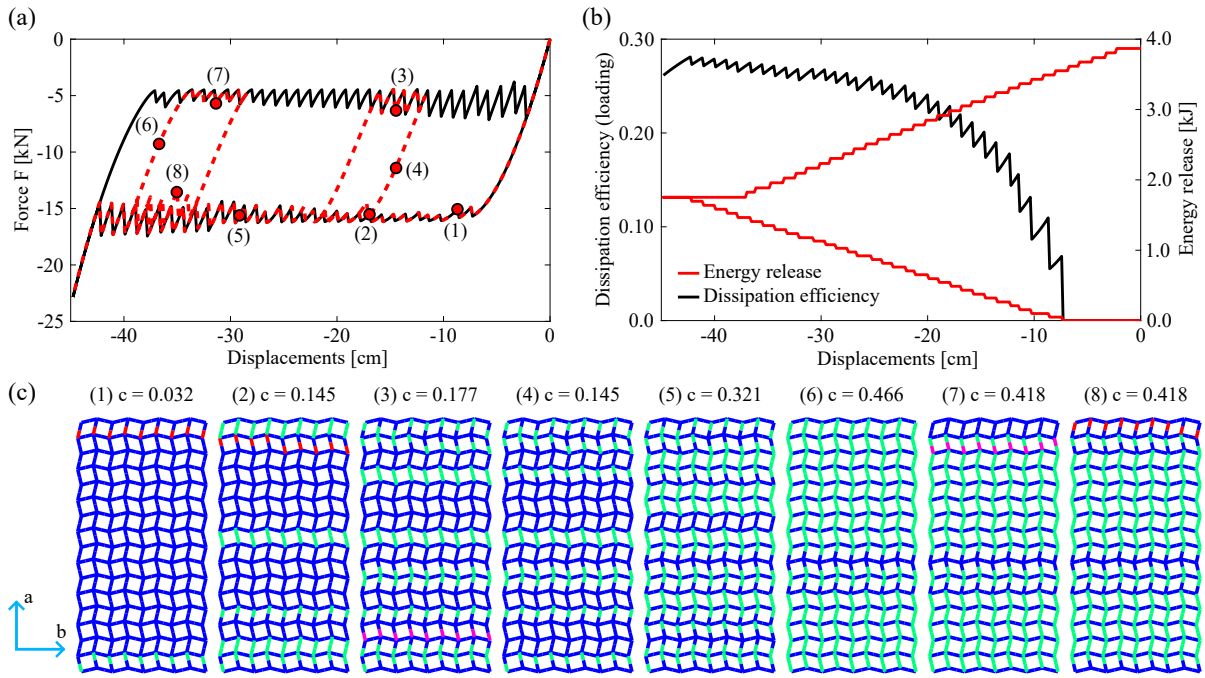 (a)
(b)
0
-5
-10
-15
-20
-25
Force F [kN]
-40
-30
-20
-10
0
Displacements [cm]
(7)
(3)
(6)
(8)
(4)
(5)
(2)
(1)
0.30
0.20
0.10
0.0
Dissipation efficiency (loading)
4.0
3.0
2.0
1.0
0.0
Energy release [kJ]
Energy release
Dissipation efficiency
-40
-30
-20
-10
0
Displacements [cm]
(c)
(1) c = 0.032
(2) c = 0.145
(3) c = 0.177
(4) c = 0.145
(5) c = 0.321
(6) c = 0.466
(7) c = 0.418
(8) c = 0.418
a
b